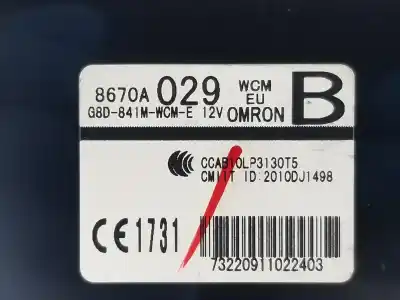 8670A 029 WCM EU B
G8D-841M-WCM-E 12V OMRON
CCAB10LP3130T5
CMIIT ID:2010DJ1498
CE1731
73220911022403